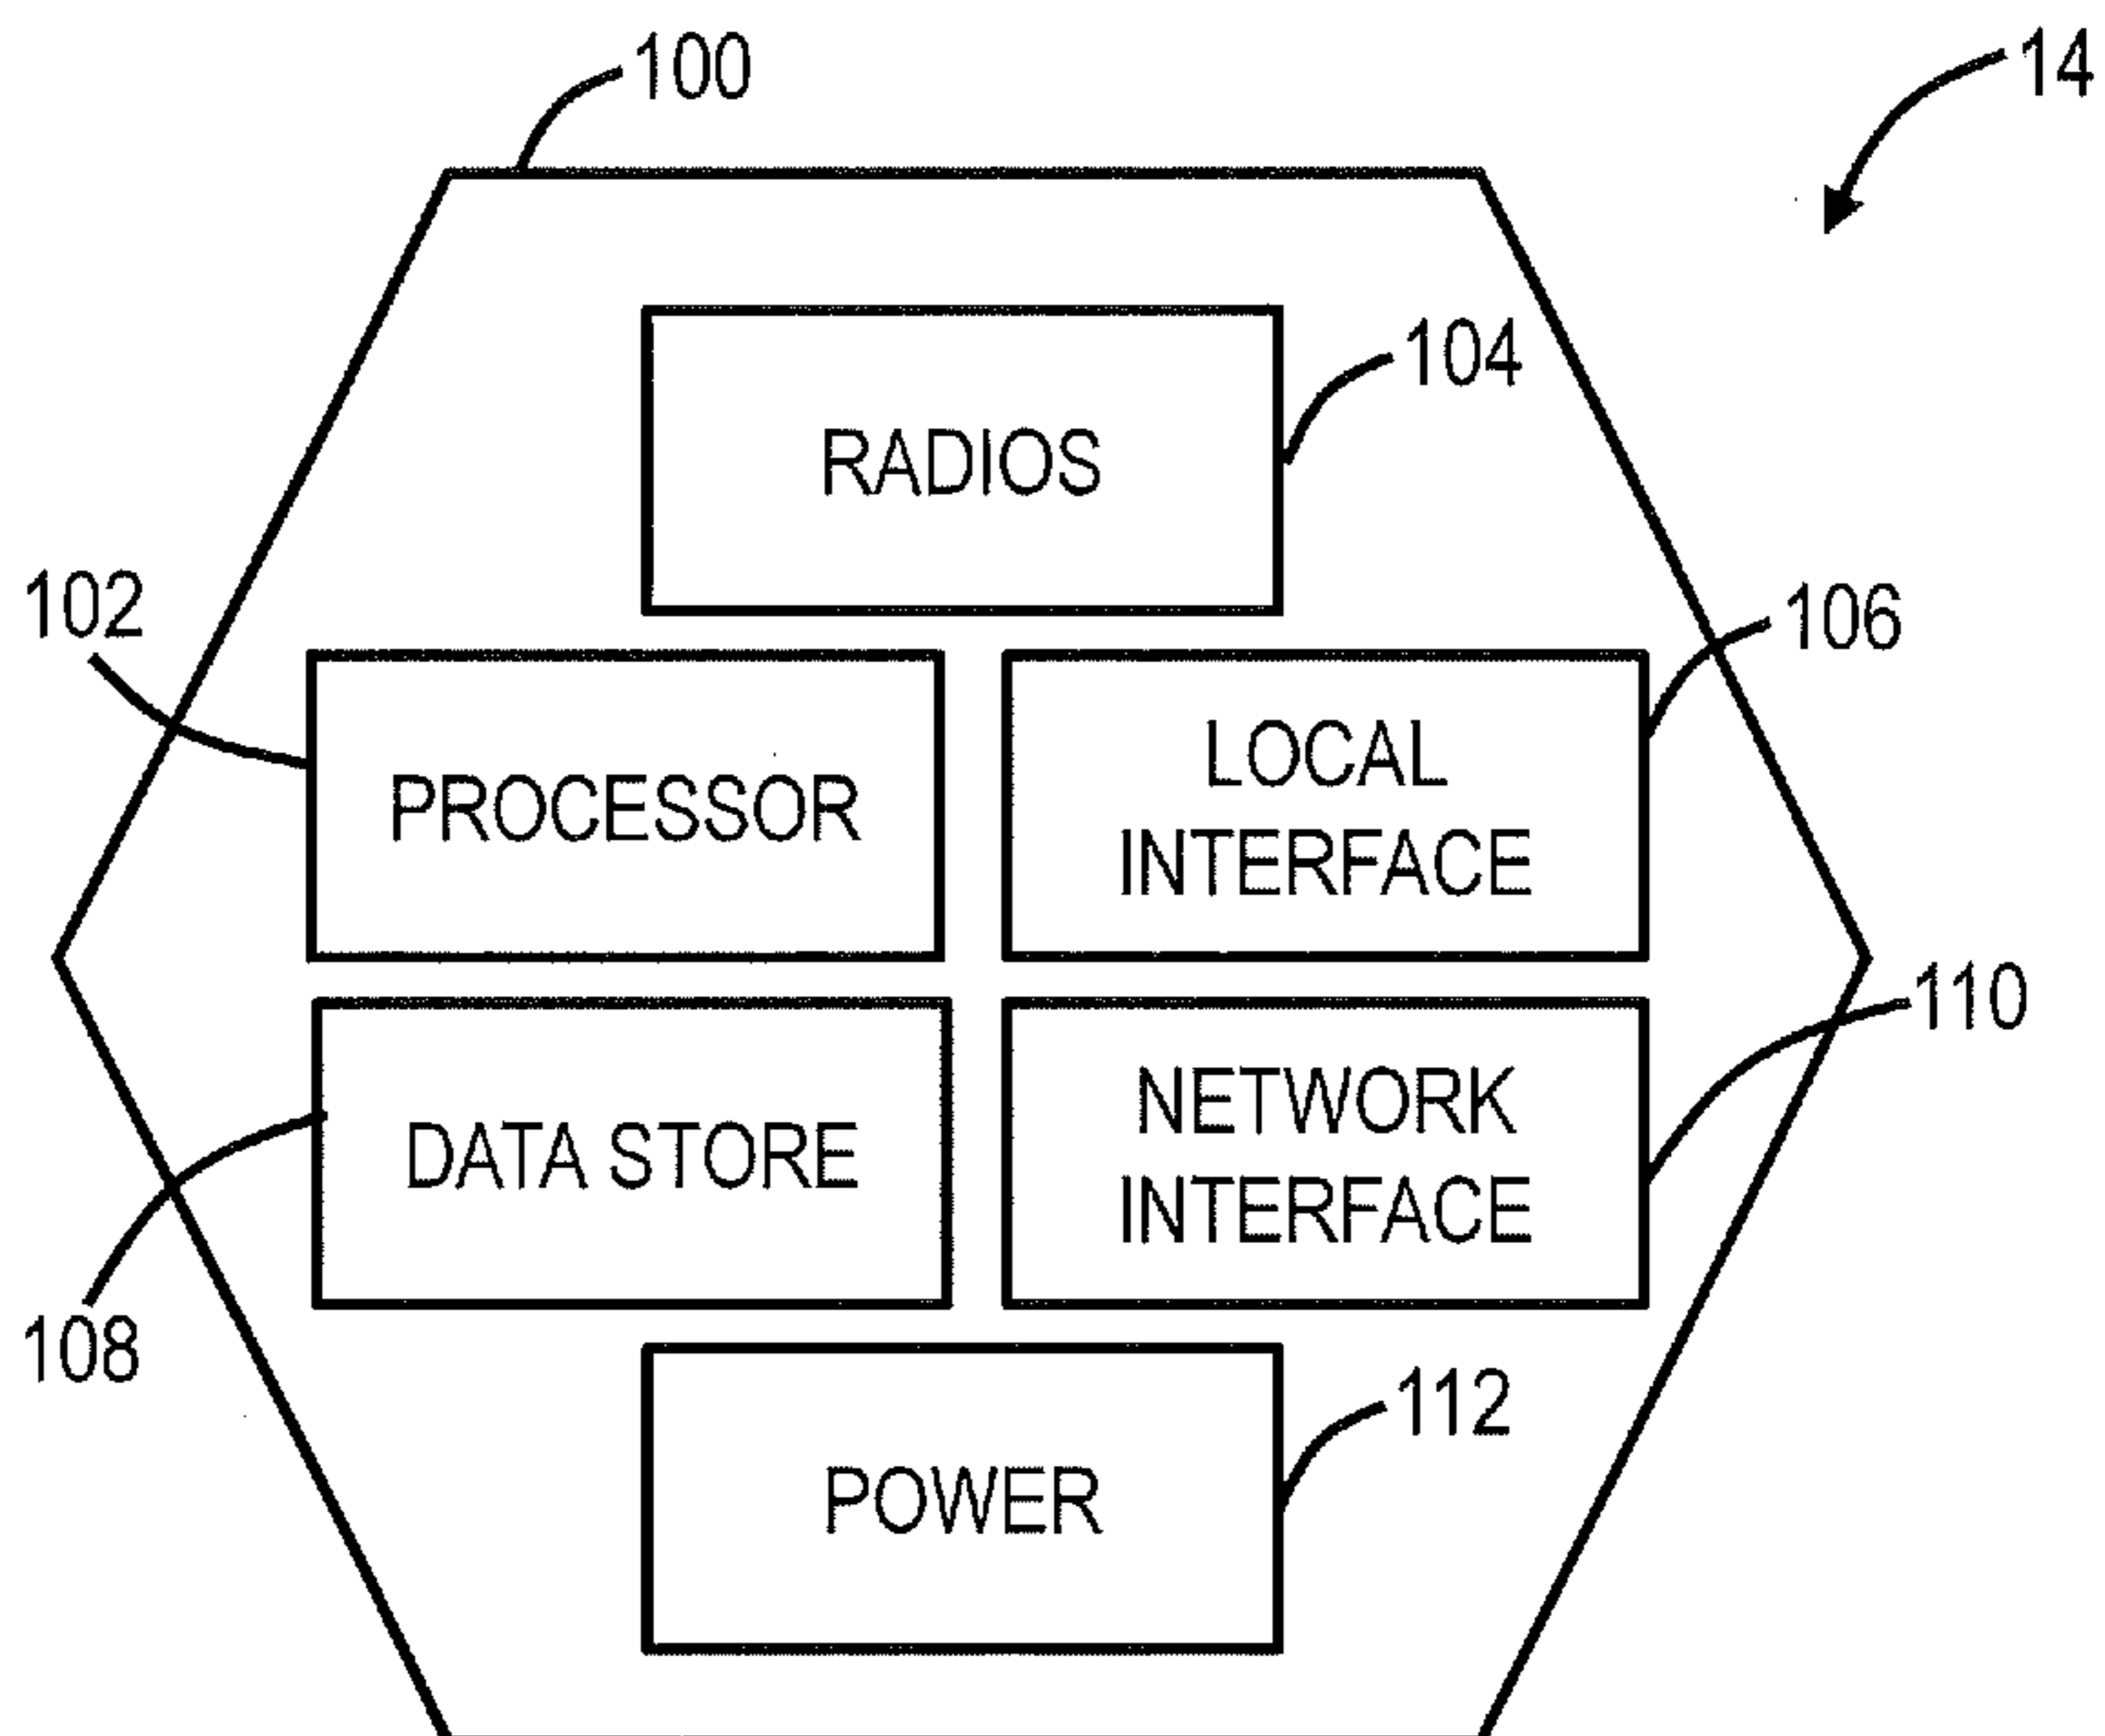 100
14
RADIOS
104
102
106
PROCESSOR
LOCAL
INTERFACE
110
DATA STORE
NETWORK
INTERFACE
108
POWER
112